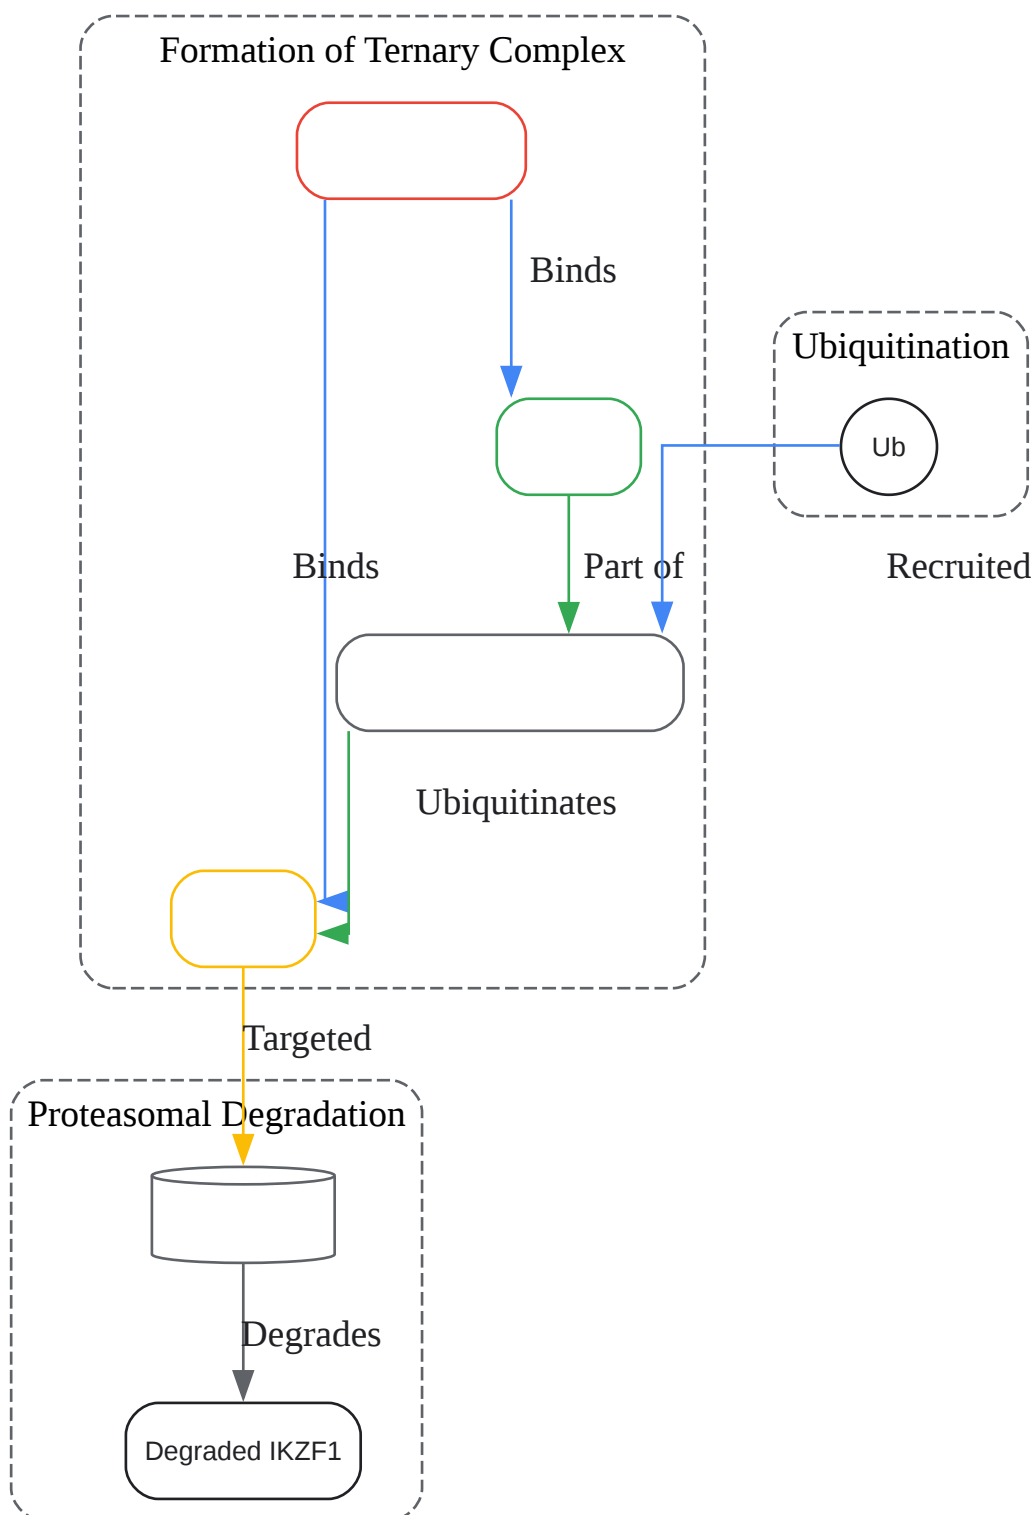 Formation of Ternary Complex
Binds
Ubiquitination
Ub
Binds
Part of
Recruited
Ubiquitinates
Targeted
Proteasomal Degradation
Degrades
Degraded IKZF1